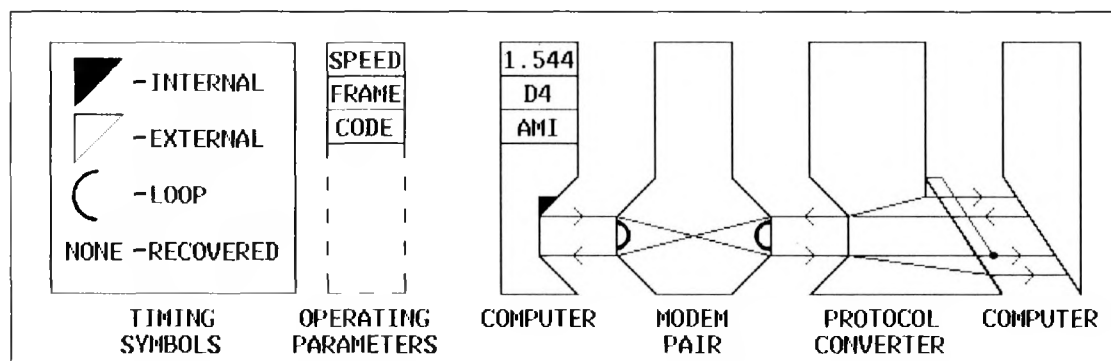 -INTERNAL
-EXTERNAL
-LOOP
NONE -RECOVERED
TIMING
SYMBOLS
SPEED
FRAME
CODE
OPERATING
PARAMETERS
1.544
D4
AMI
COMPUTER
MODEM
PAIR
PROTOCOL
CONVERTER
COMPUTER